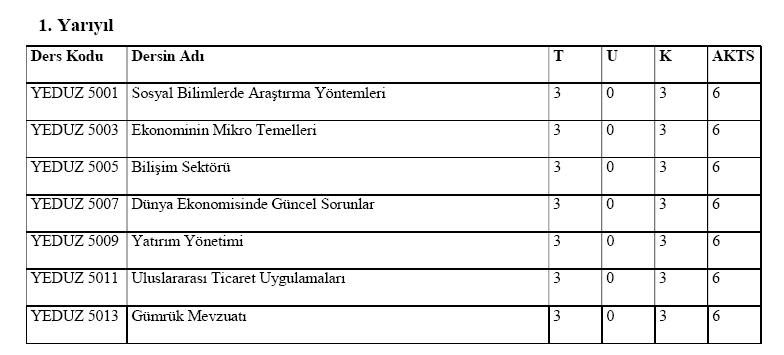 1. Yarıyıl
Ders Kodu Dersin Adı T U K AKTS
YEDUZ 5001 Sosyal Bilimlerde Araştırma Yöntemleri 3 0 3 6
YEDUZ 5003 Ekonominin Mikro Temelleri 3 0 3 6
YEDUZ 5005 Bilişim Sektörü 3 0 3 6
YEDUZ 5007 Dünya Ekonomisinde Güncel Sorunlar 3 0 3 6
YEDUZ 5009 Yatırım Yönetimi 3 0 3 6
YEDUZ 5011 Uluslararası Ticaret Uygulamaları 3 0 3 6
YEDUZ 5013 Gümrük Mevzuatı 3 0 3 6